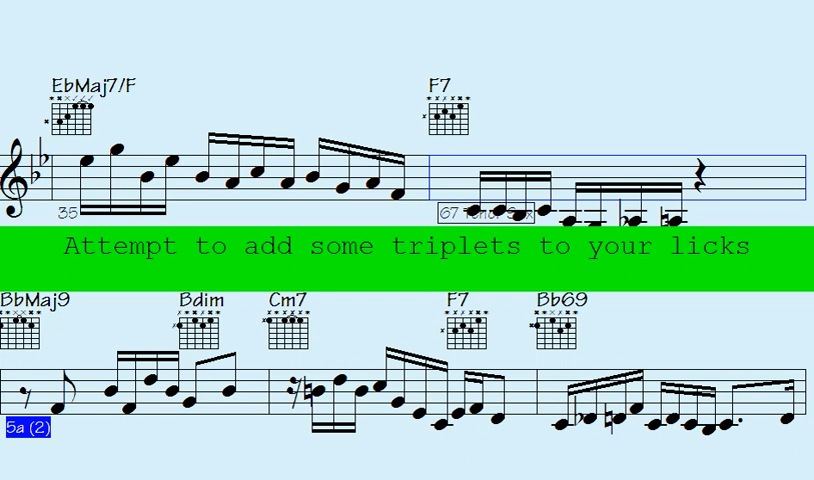 EbMaj7/F F7
35 67 Tenor Sax
Attempt to add some triplets to your licks
BbMaj9 Bdim Cm7 F7 Bb69
5a (2)